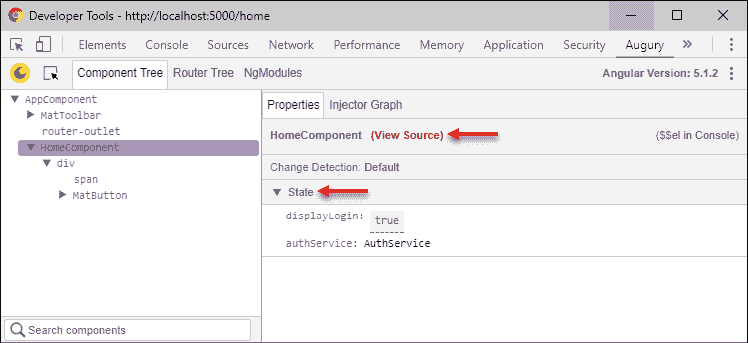 Developer Tools - http://localhost:5000/home
Elements Console Sources Network Performance Memory Application Security Augury »
Component Tree Router Tree NgModules Angular Version: 5.1.2
AppComponent
MatToolbar
router-outlet
HomeComponent
div
span
MatButton
Search components
Properties Injector Graph
HomeComponent (View Source) ($$el in Console)
Change Detection: Default
State
displayLogin: true
authService: AuthService